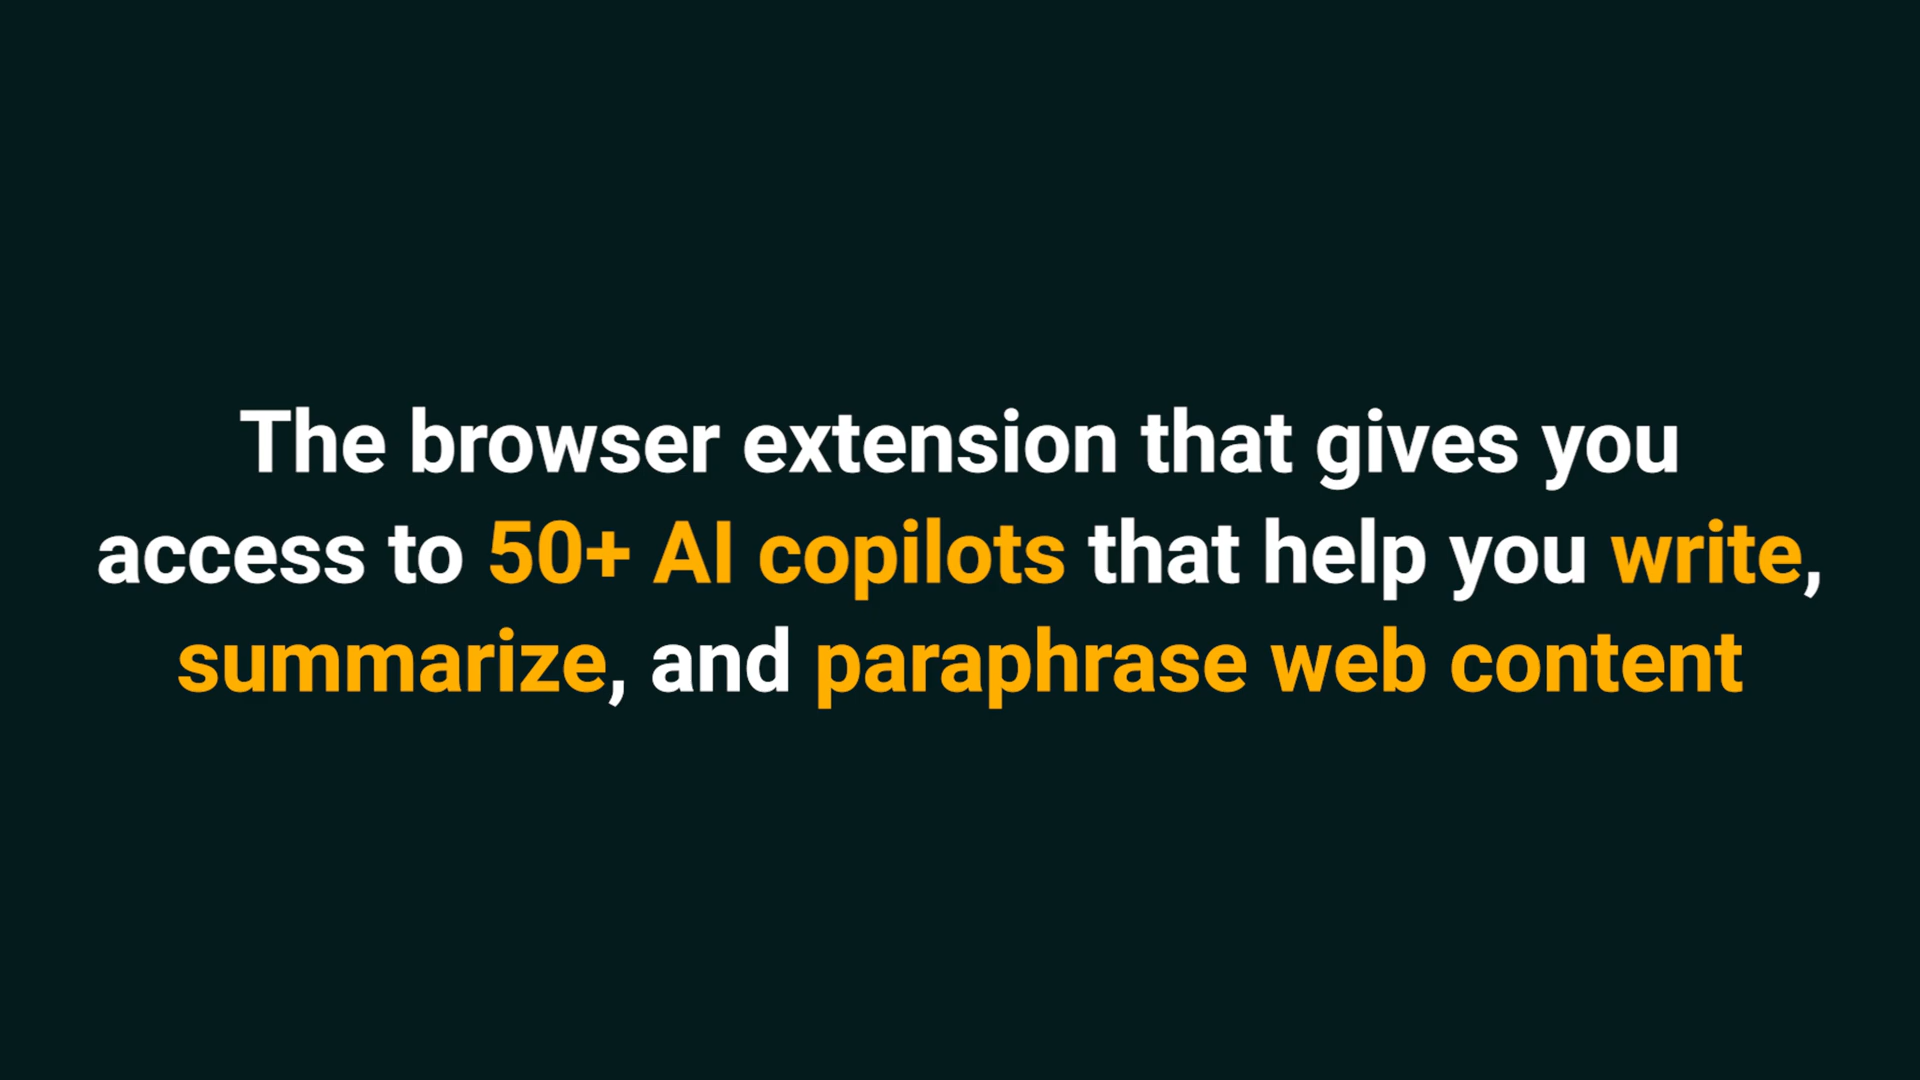 The browser extension that gives you
access to 50+ AI copilots that help you write,
summarize, and paraphrase web content